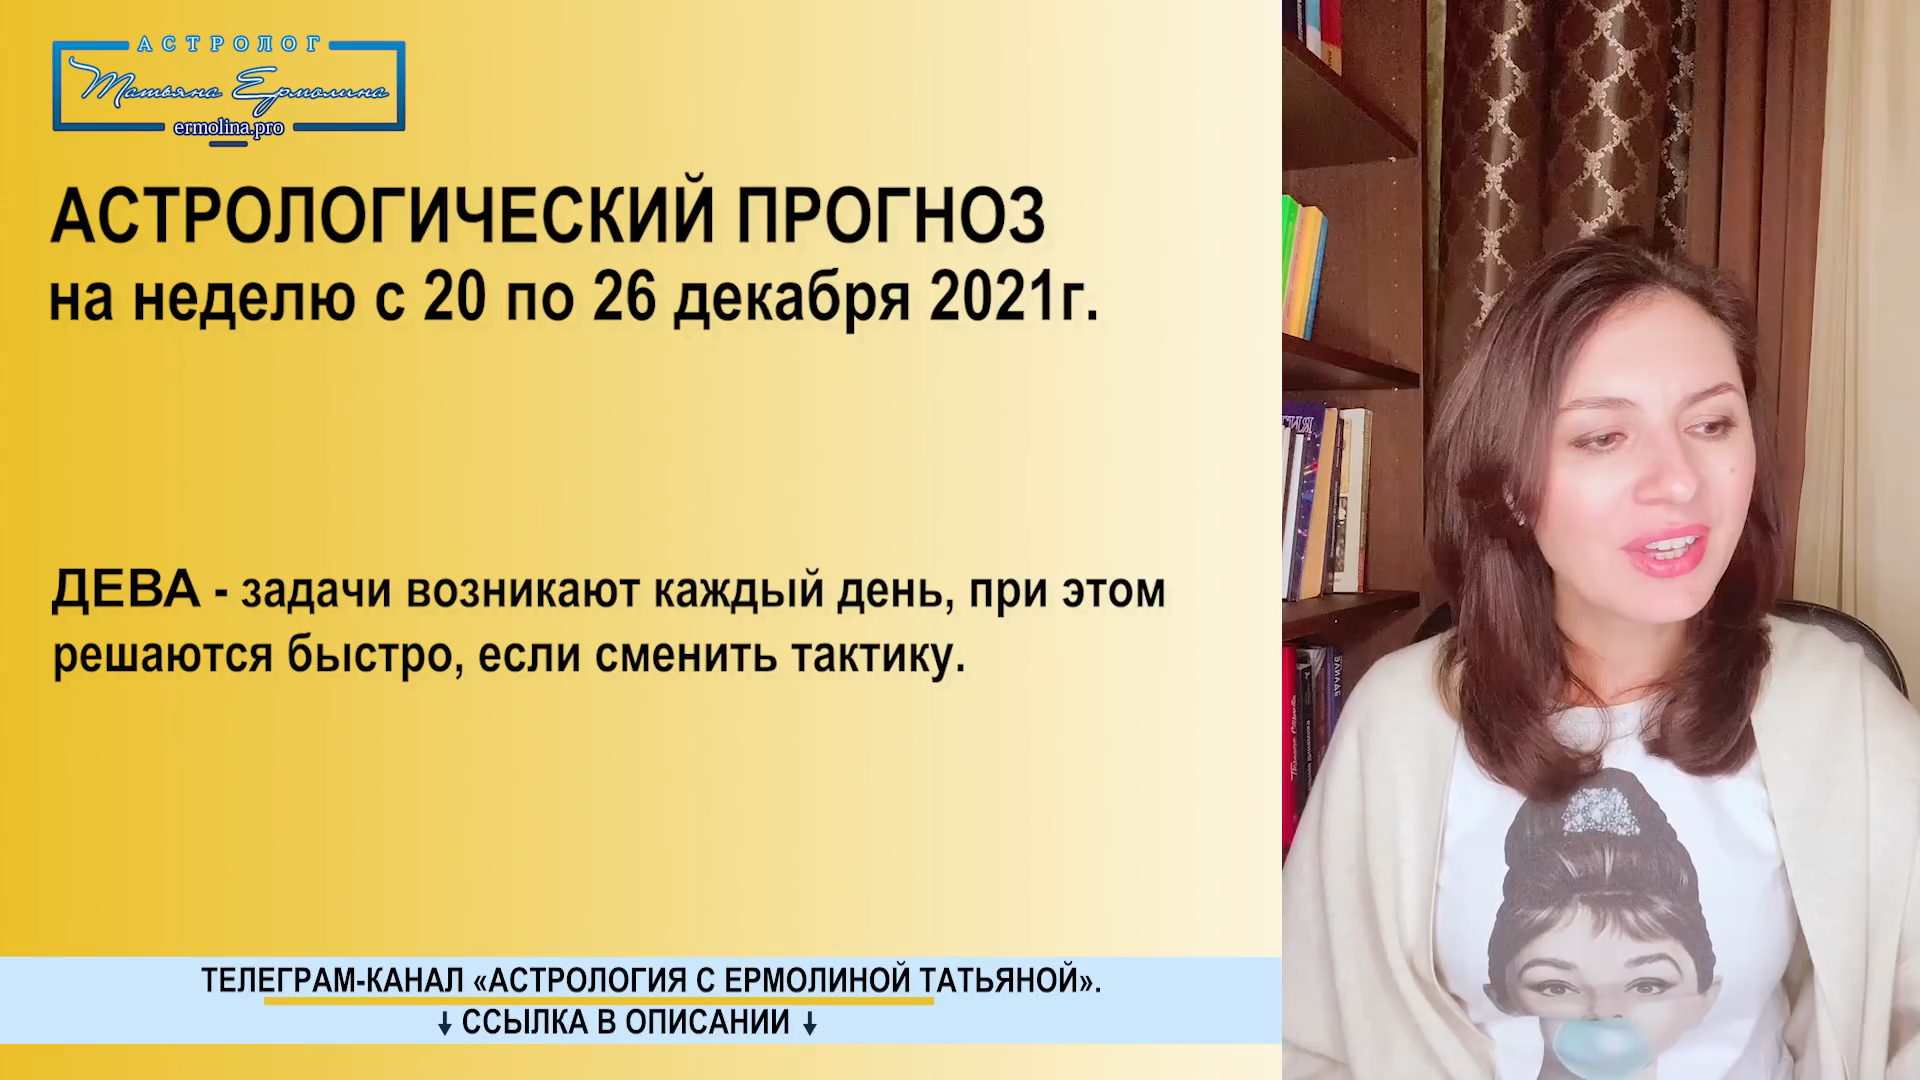 АСТРОЛОГ
Татьяна Ермолина
ermolina.pro
АСТРОЛОГИЧЕСКИЙ ПРОГНОЗ
на неделю с 20 по 26 декабря 2021г.
ДЕВА - задачи возникают каждый день, при этом
решаются быстро, если сменить тактику.
ТЕЛЕГРАМ-КАНАЛ «АСТРОЛОГИЯ С ЕРМОЛИНОЙ ТАТЬЯНОЙ».
↓ ССЫЛКА В ОПИСАНИИ ↓